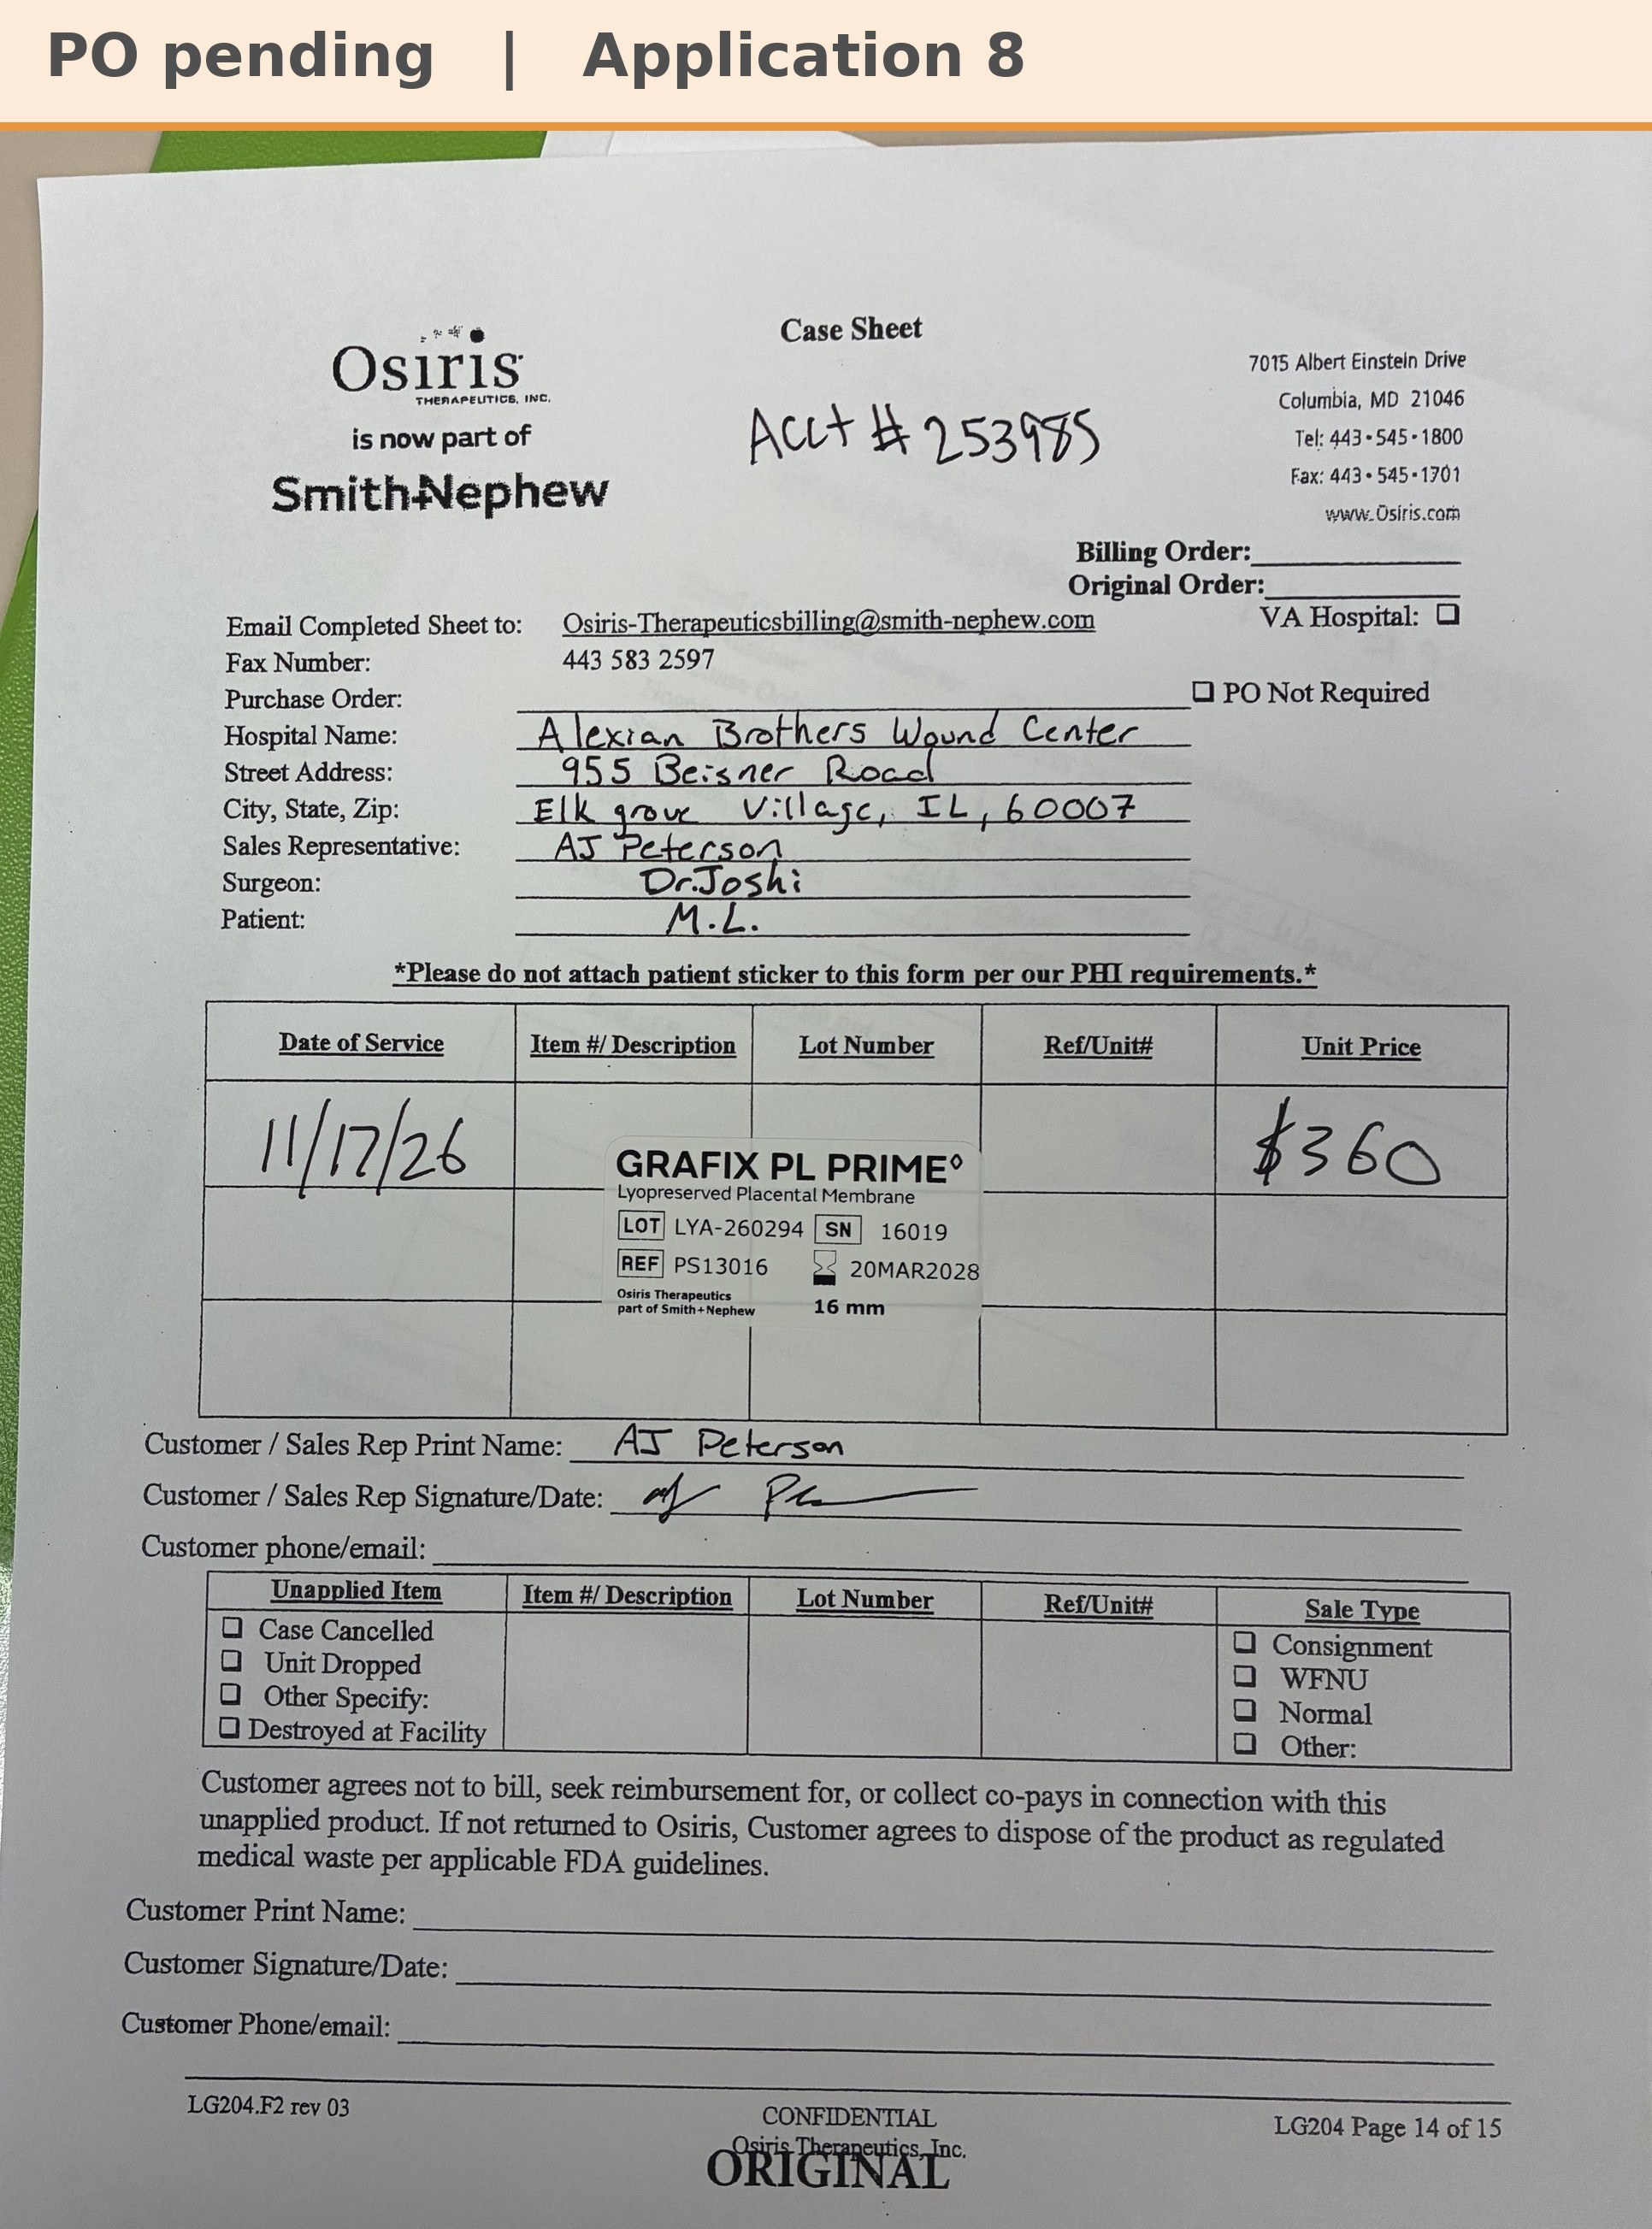 PO pending | Application 8
Case Sheet
Osiris
THERAPEUTICS, INC.
is now part of
Smith+Nephew
Acct # 253985
7015 Albert Einstein Drive
Columbia, MD 21046
Tel: 443•545•1800
Fax: 443•545•1701
www.Osiris.com
Billing Order:
Original Order:
VA Hospital: ☐
Email Completed Sheet to: Osiris-Therapeuticsbilling@smith-nephew.com
Fax Number: 443 583 2597
Purchase Order: ☐ PO Not Required
Hospital Name: Alexian Brothers Wound Center
Street Address: 955 Beisner Road
City, State, Zip: Elk grove Village, IL, 60007
Sales Representative: AJ Peterson
Surgeon: Dr.Joshi
Patient: M.L.
*Please do not attach patient sticker to this form per our PHI requirements.*
Date of Service Item #/ Description Lot Number Ref/Unit# Unit Price
11/17/26 $360
GRAFIX PL PRIME◊
Lyopreserved Placental Membrane
LOT LYA-260294 SN 16019
REF PS13016 20MAR2028
Osiris Therapeutics
part of Smith+Nephew 16 mm
Customer / Sales Rep Print Name: AJ Peterson
Customer / Sales Rep Signature/Date:
Customer phone/email:
Unapplied Item Item #/ Description Lot Number Ref/Unit# Sale Type
☐ Case Cancelled ☐ Consignment
☐ Unit Dropped ☐ WFNU
☐ Other Specify: ☐ Normal
☐ Destroyed at Facility ☐ Other:
Customer agrees not to bill, seek reimbursement for, or collect co-pays in connection with this
unapplied product. If not returned to Osiris, Customer agrees to dispose of the product as regulated
medical waste per applicable FDA guidelines.
Customer Print Name:
Customer Signature/Date:
Customer Phone/email:
LG204.F2 rev 03
CONFIDENTIAL
Osiris Therapeutics, Inc.
LG204 Page 14 of 15
ORIGINAL